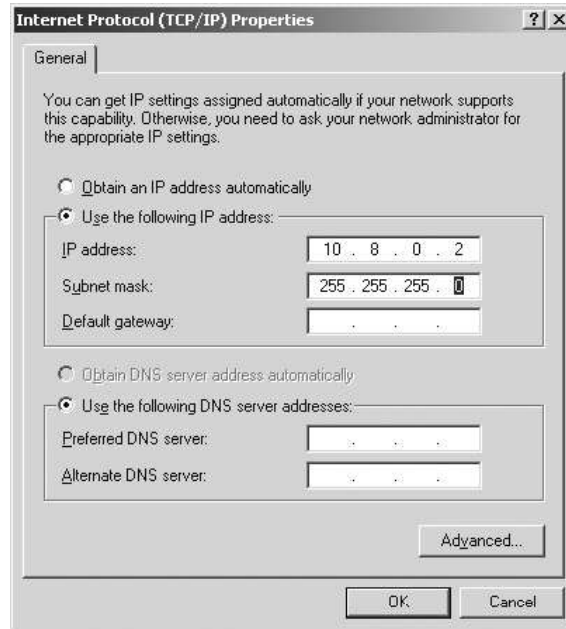 Internet Protocol (TCP/IP) Properties
General
You can get IP settings assigned automatically if your network supports
this capability. Otherwise, you need to ask your network administrator for
the appropriate IP settings.
Obtain an IP address automatically
Use the following IP address:
IP address: 10 . 8 . 0 . 2
Subnet mask: 255 . 255 . 255 . 0
Default gateway: . . .
Obtain DNS server address automatically
Use the following DNS server addresses:
Preferred DNS server: . . .
Alternate DNS server: . . .
Advanced...
OK Cancel